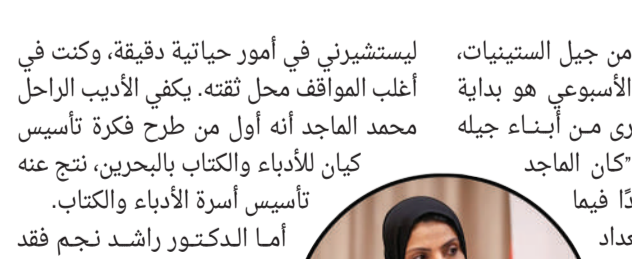 من جيل الستينيات،
الأسبوعي هو بداية
من أبناء جيله
”كان الماجد
فيما
ليستشيرني في أمور حياتية دقيقة، وكنت في
أغلب المواقف محل ثقته. يكفي الأديب الراحل
محمد الماجد أنه أول من طرح فكرة تأسيس
كيان للأدباء والكتاب بالبحرين، نتج عنه
تأسيس أسرة الأدباء والكتاب.
أما الدكتور راشد نجم فقد